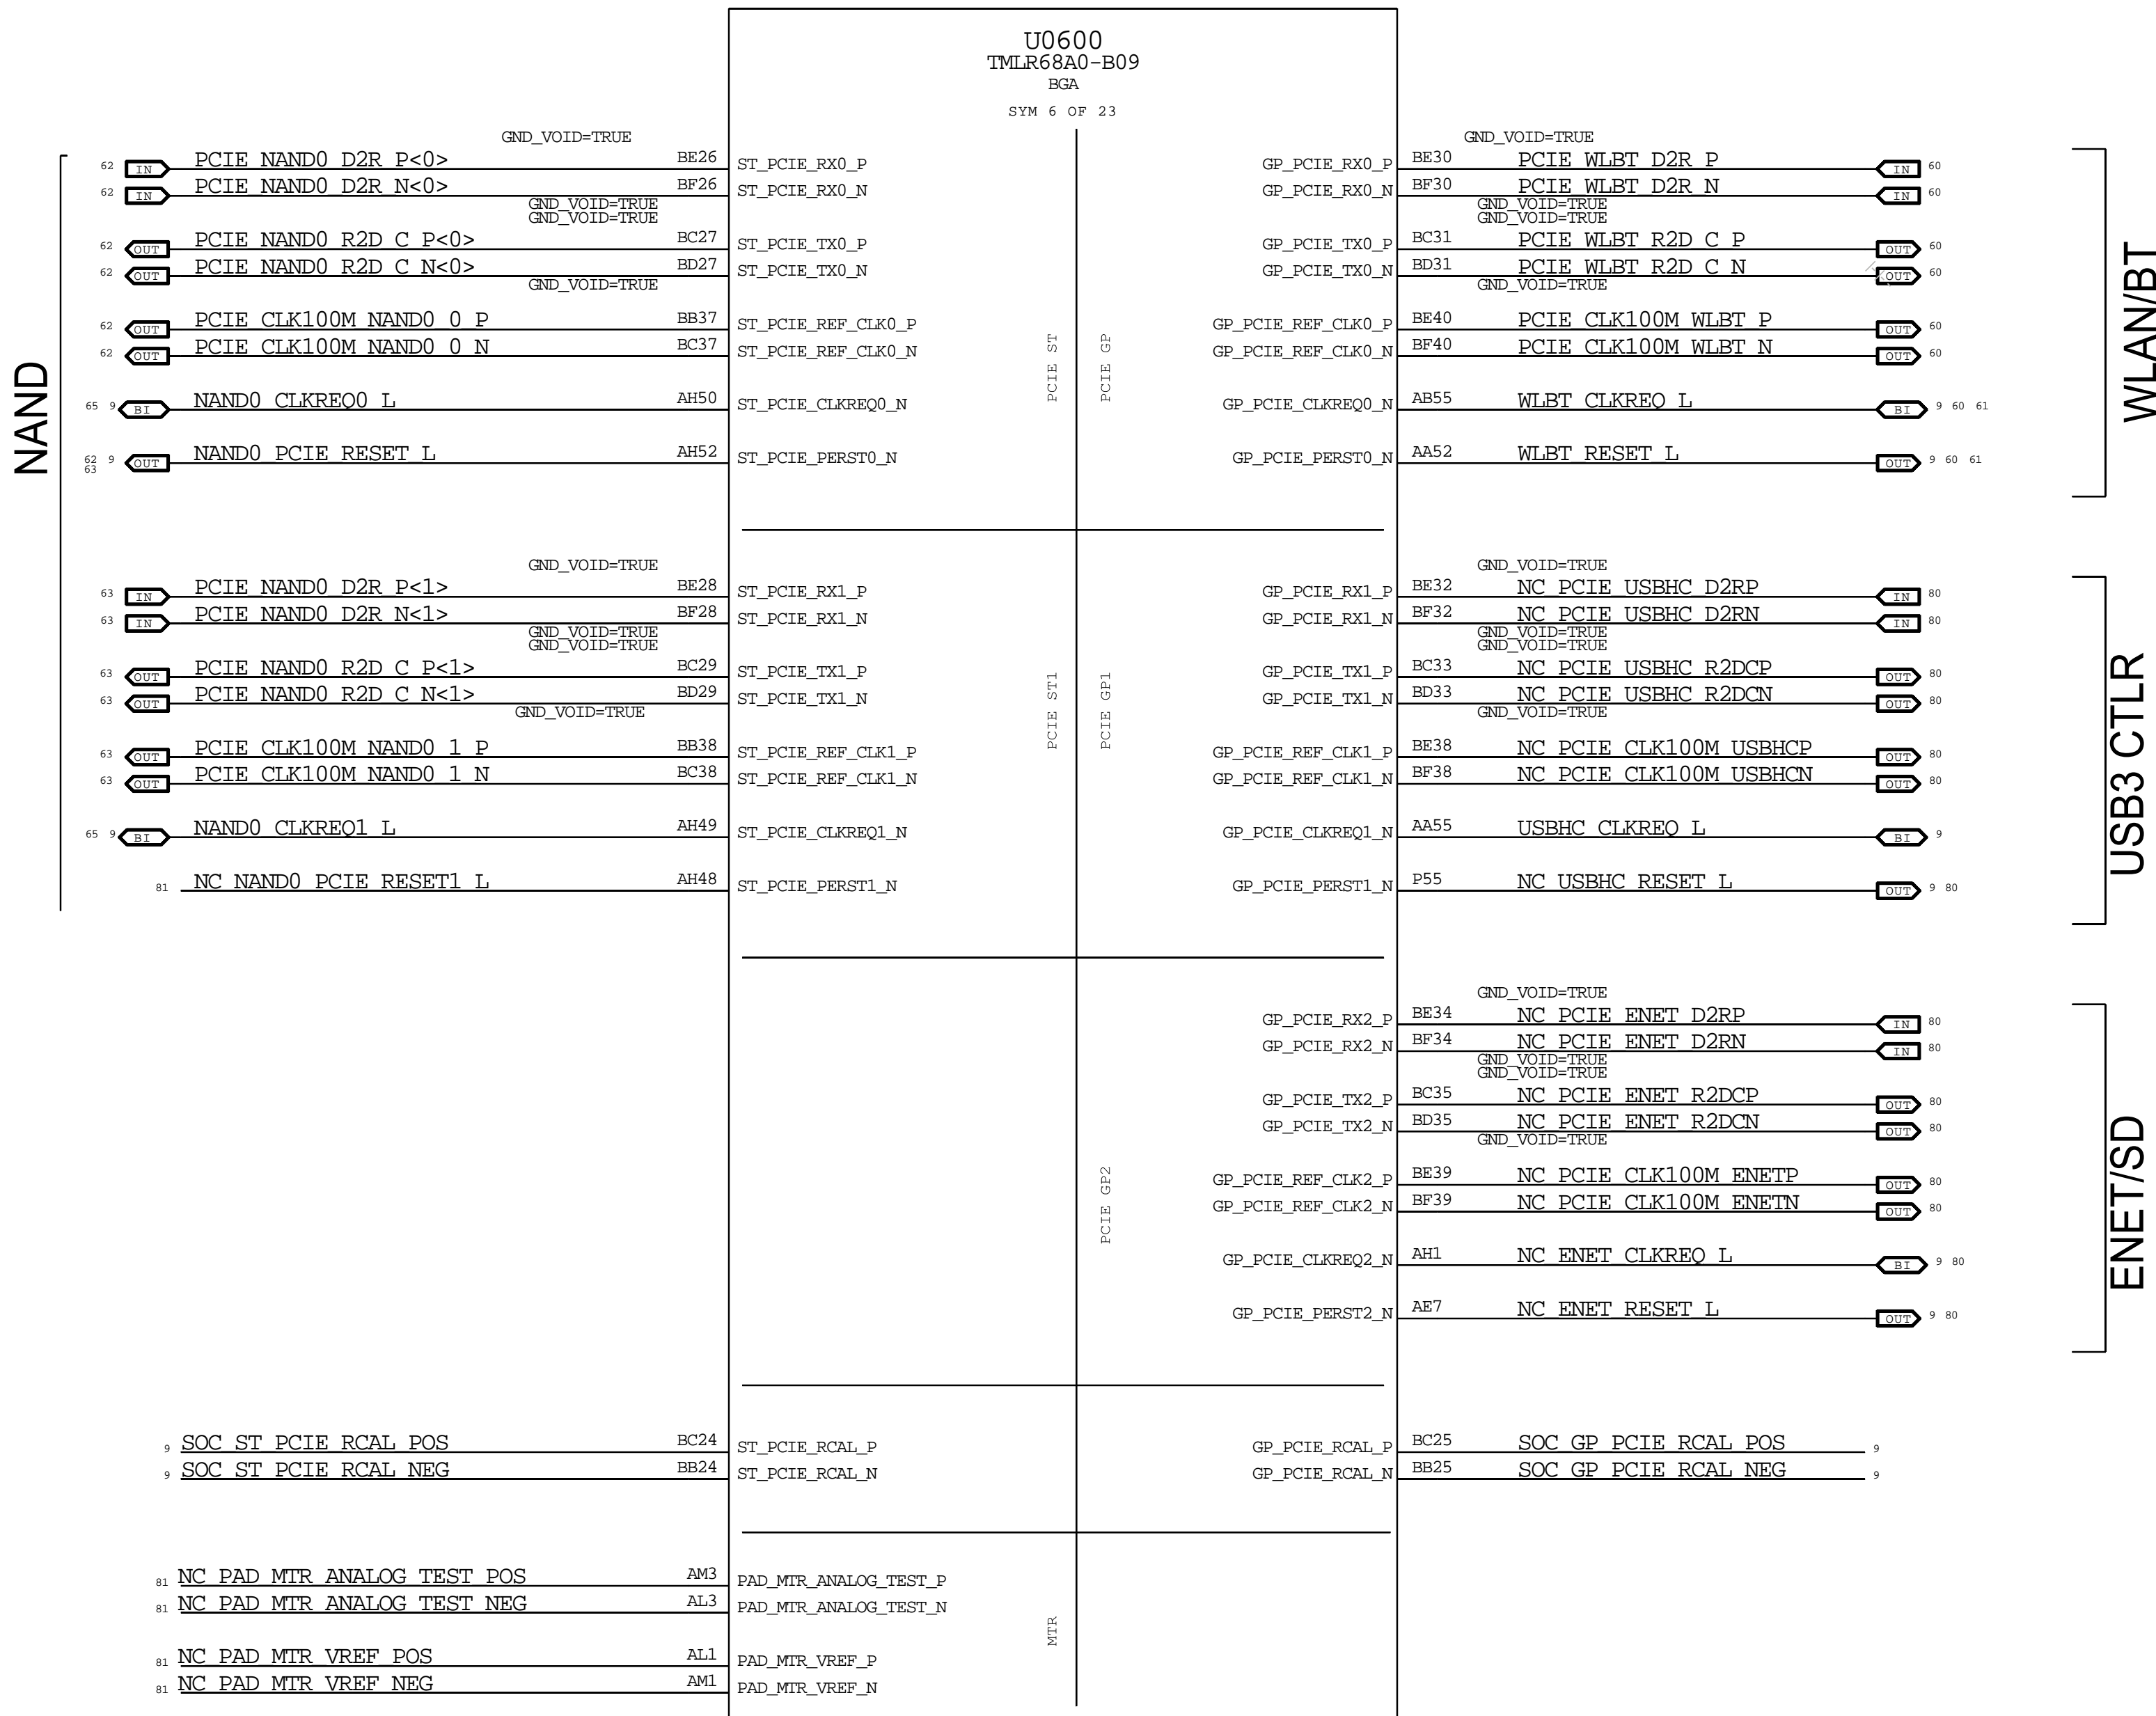 U0600
TMLR68A0-B09
BGA
SYM 6 OF 23
NAND
GND_VOID=TRUE
62 IN PCIE_NAND0_D2R_P<0> BE26 ST_PCIE_RX0_P
62 IN PCIE_NAND0_D2R_N<0> BF26 ST_PCIE_RX0_N
GND_VOID=TRUE
GND_VOID=TRUE
62 OUT PCIE_NAND0_R2D_C_P<0> BC27 ST_PCIE_TX0_P
62 OUT PCIE_NAND0_R2D_C_N<0> BD27 ST_PCIE_TX0_N
GND_VOID=TRUE
62 OUT PCIE_CLK100M_NAND0_0_P BB37 ST_PCIE_REF_CLK0_P
62 OUT PCIE_CLK100M_NAND0_0_N BC37 ST_PCIE_REF_CLK0_N
65 9 BI NAND0_CLKREQ0_L AH50 ST_PCIE_CLKREQ0_N
62 9 OUT NAND0_PCIE_RESET_L AH52 ST_PCIE_PERST0_N
63
PCIE ST
GND_VOID=TRUE
63 IN PCIE_NAND0_D2R_P<1> BE28 ST_PCIE_RX1_P
63 IN PCIE_NAND0_D2R_N<1> BF28 ST_PCIE_RX1_N
GND_VOID=TRUE
GND_VOID=TRUE
63 OUT PCIE_NAND0_R2D_C_P<1> BC29 ST_PCIE_TX1_P
63 OUT PCIE_NAND0_R2D_C_N<1> BD29 ST_PCIE_TX1_N
GND_VOID=TRUE
63 OUT PCIE_CLK100M_NAND0_1_P BB38 ST_PCIE_REF_CLK1_P
63 OUT PCIE_CLK100M_NAND0_1_N BC38 ST_PCIE_REF_CLK1_N
65 9 BI NAND0_CLKREQ1_L AH49 ST_PCIE_CLKREQ1_N
81 NC_NAND0_PCIE_RESET1_L AH48 ST_PCIE_PERST1_N
PCIE ST1
9 SOC_ST_PCIE_RCAL_POS BC24 ST_PCIE_RCAL_P
9 SOC_ST_PCIE_RCAL_NEG BB24 ST_PCIE_RCAL_N
81 NC_PAD_MTR_ANALOG_TEST_POS AM3 PAD_MTR_ANALOG_TEST_P
81 NC_PAD_MTR_ANALOG_TEST_NEG AL3 PAD_MTR_ANALOG_TEST_N
81 NC_PAD_MTR_VREF_POS AL1 PAD_MTR_VREF_P
81 NC_PAD_MTR_VREF_NEG AM1 PAD_MTR_VREF_N
MTR
PCIE GP
GND_VOID=TRUE
GP_PCIE_RX0_P BE30 PCIE_WLBT_D2R_P IN 60
GP_PCIE_RX0_N BF30 PCIE_WLBT_D2R_N IN 60
GND_VOID=TRUE
GND_VOID=TRUE
GP_PCIE_TX0_P BC31 PCIE_WLBT_R2D_C_P OUT 60
GP_PCIE_TX0_N BD31 PCIE_WLBT_R2D_C_N OUT 60
GND_VOID=TRUE
GP_PCIE_REF_CLK0_P BE40 PCIE_CLK100M_WLBT_P OUT 60
GP_PCIE_REF_CLK0_N BF40 PCIE_CLK100M_WLBT_N OUT 60
GP_PCIE_CLKREQ0_N AB55 WLBT_CLKREQ_L BI 9 60 61
GP_PCIE_PERST0_N AA52 WLBT_RESET_L OUT 9 60 61
WLAN/BT
PCIE GP1
GND_VOID=TRUE
GP_PCIE_RX1_P BE32 NC_PCIE_USBHC_D2RP IN 80
GP_PCIE_RX1_N BF32 NC_PCIE_USBHC_D2RN IN 80
GND_VOID=TRUE
GND_VOID=TRUE
GP_PCIE_TX1_P BC33 NC_PCIE_USBHC_R2DCP OUT 80
GP_PCIE_TX1_N BD33 NC_PCIE_USBHC_R2DCN OUT 80
GND_VOID=TRUE
GP_PCIE_REF_CLK1_P BE38 NC_PCIE_CLK100M_USBHCP OUT 80
GP_PCIE_REF_CLK1_N BF38 NC_PCIE_CLK100M_USBHCN OUT 80
GP_PCIE_CLKREQ1_N AA55 USBHC_CLKREQ_L BI 9
GP_PCIE_PERST1_N P55 NC_USBHC_RESET_L OUT 9 80
USB3 CTLR
PCIE GP2
GND_VOID=TRUE
GP_PCIE_RX2_P BE34 NC_PCIE_ENET_D2RP IN 80
GP_PCIE_RX2_N BF34 NC_PCIE_ENET_D2RN IN 80
GND_VOID=TRUE
GND_VOID=TRUE
GP_PCIE_TX2_P BC35 NC_PCIE_ENET_R2DCP OUT 80
GP_PCIE_TX2_N BD35 NC_PCIE_ENET_R2DCN OUT 80
GND_VOID=TRUE
GP_PCIE_REF_CLK2_P BE39 NC_PCIE_CLK100M_ENETP OUT 80
GP_PCIE_REF_CLK2_N BF39 NC_PCIE_CLK100M_ENETN OUT 80
GP_PCIE_CLKREQ2_N AH1 NC_ENET_CLKREQ_L BI 9 80
GP_PCIE_PERST2_N AE7 NC_ENET_RESET_L OUT 9 80
ENET/SD
GP_PCIE_RCAL_P BC25 SOC_GP_PCIE_RCAL_POS 9
GP_PCIE_RCAL_N BB25 SOC_GP_PCIE_RCAL_NEG 9